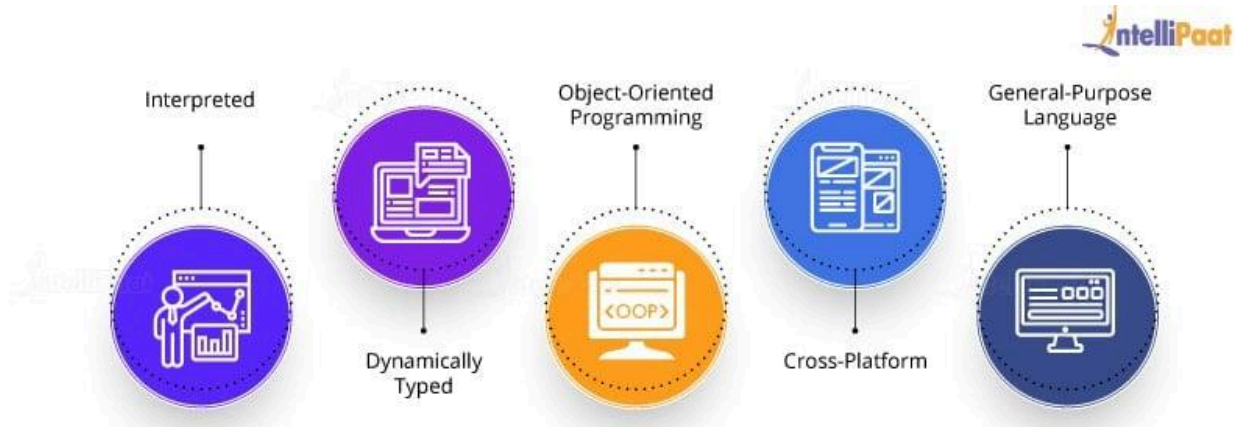 IntelliPaat
Interpreted
Dynamically
Typed
Object-Oriented
Programming
<OOP>
Cross-Platform
General-Purpose
Language